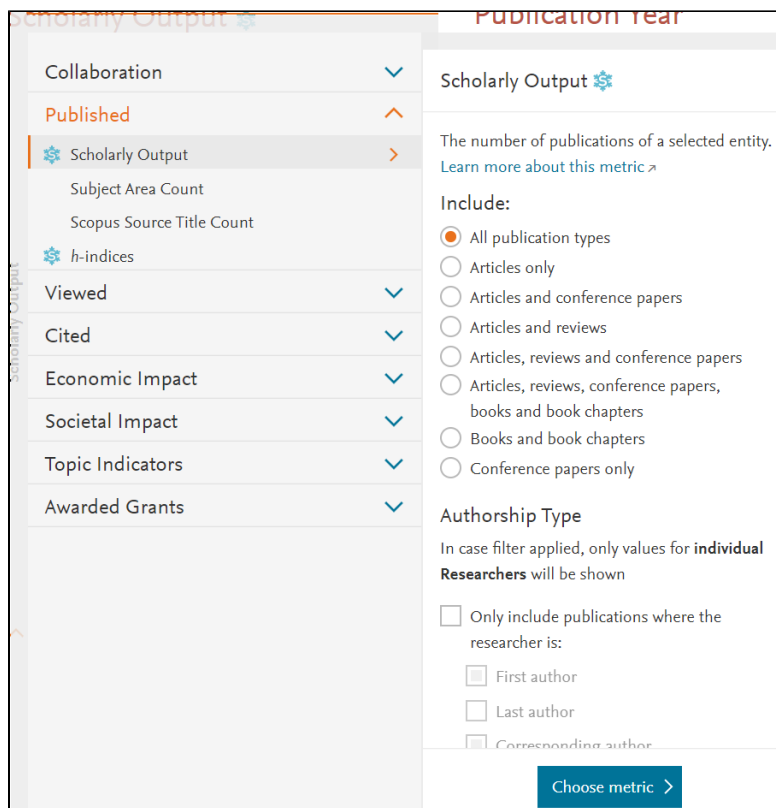 Scholarly Output
Publication Year
Collaboration
Published
Scholarly Output
Subject Area Count
Scopus Source Title Count
h-indices
Viewed
Cited
Economic Impact
Societal Impact
Topic Indicators
Awarded Grants
Scholarly Output
Scholarly Output
The number of publications of a selected entity.
Learn more about this metric ↗
Include:
All publication types
Articles only
Articles and conference papers
Articles and reviews
Articles, reviews and conference papers
Articles, reviews, conference papers,
books and book chapters
Books and book chapters
Conference papers only
Authorship Type
In case filter applied, only values for individual
Researchers will be shown
Only include publications where the
researcher is:
First author
Last author
Corresponding author
Choose metric